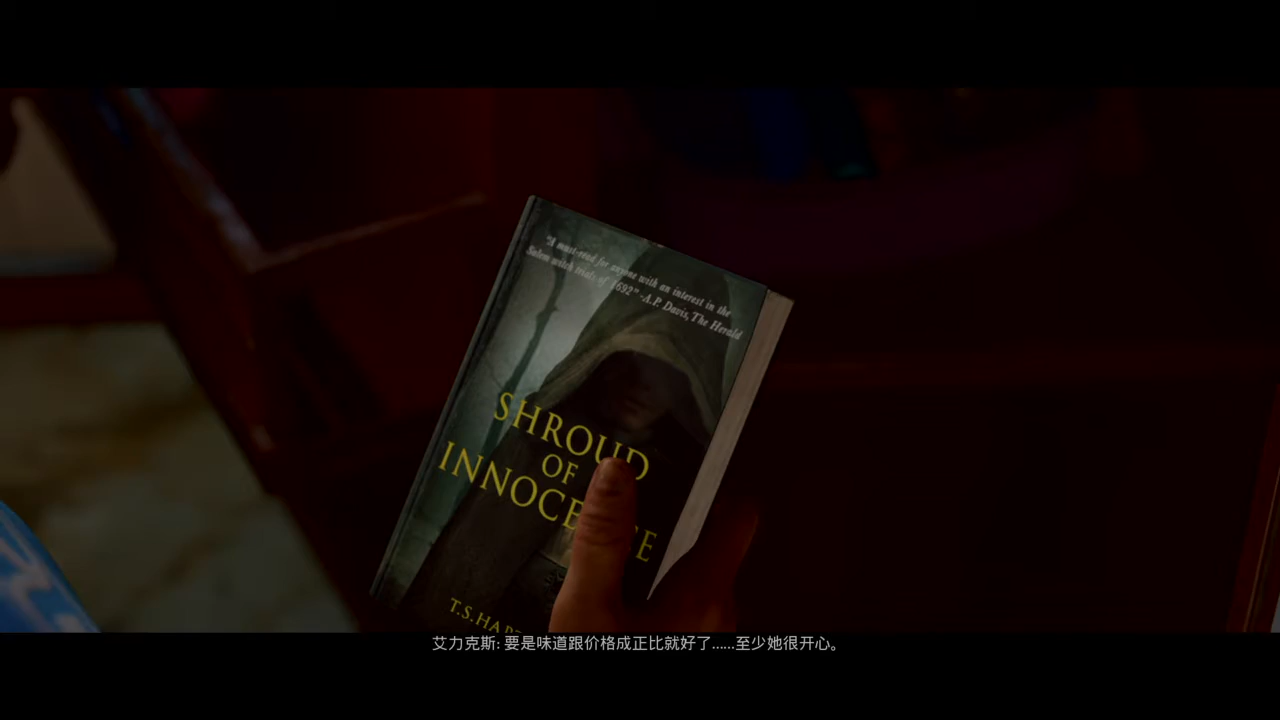 "A must-read for anyone with an interest in the
Salem witch trials of 1692" -A.P. Davis, The Herald
SHROUD
OF
T.S.
艾力克斯: 要是味道跟价格成正比就好了……至少她很开心。